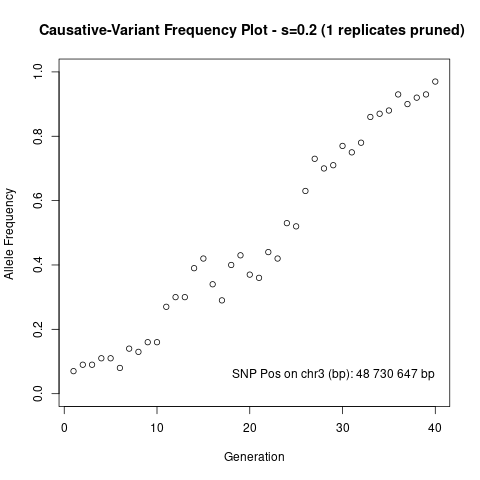 Causative-Variant Frequency Plot - s=0.2 (1 replicates pruned)
1.0
0.8
0.6
0.4
0.2
0.0
Allele Frequency
SNP Pos on chr3 (bp): 48 730 647 bp
0 10 20 30 40
Generation